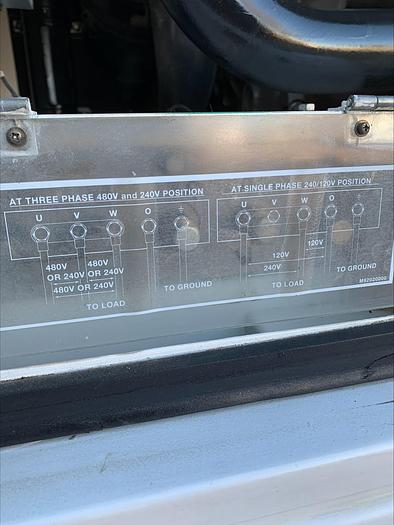 AT THREE PHASE 480V and 240V POSITION
U V W O
480V 480V
OR 240V OR 240V
480V OR 240V
TO LOAD
TO GROUND
AT SINGLE PHASE 240/120V POSITION
U V W O
120V 120V
240V
TO LOAD
TO GROUND